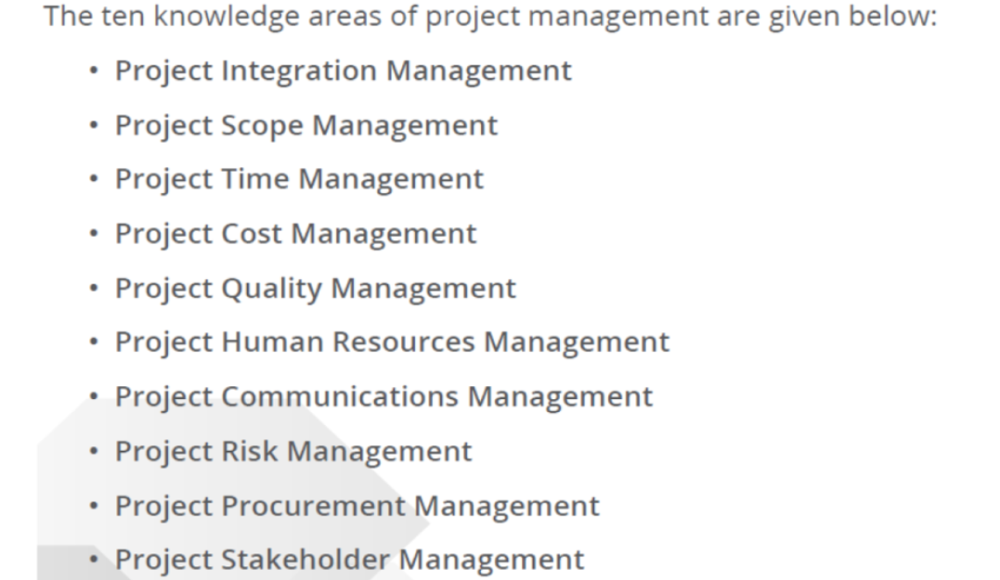 The ten knowledge areas of project management are given below:
• Project Integration Management
• Project Scope Management
• Project Time Management
• Project Cost Management
• Project Quality Management
• Project Human Resources Management
• Project Communications Management
• Project Risk Management
• Project Procurement Management
• Project Stakeholder Management